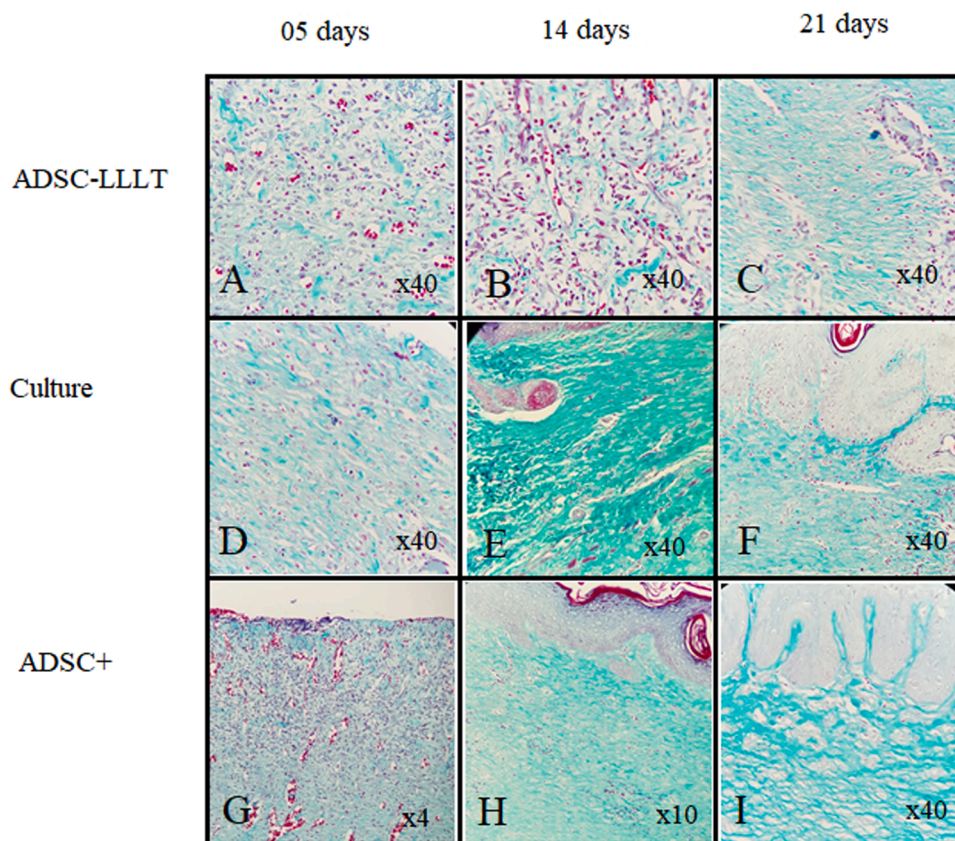 05 days 14 days 21 days
ADSC-LLLT
A x40 B x40 C x40
Culture
D x40 E x40 F x40
ADSC+
G x4 H x10 I x40